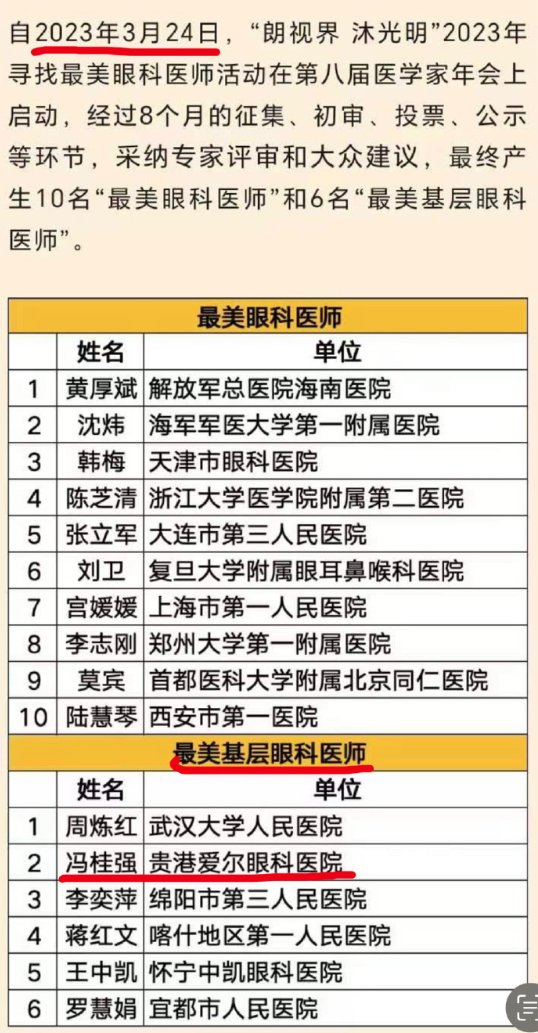 自2023年3月24日，“朗视界 沐光明”2023年
寻找最美眼科医师活动在第八届医学家年会上
启动，经过8个月的征集、初审、投票、公示
等环节，采纳专家评审和大众建议，最终产
生10名“最美眼科医师”和6名“最美基层眼科
医师”。
最美眼科医师
姓名 单位
1 黄厚斌 解放军总医院海南医院
2 沈炜 海军军医大学第一附属医院
3 韩梅 天津市眼科医院
4 陈芝清 浙江大学医学院附属第二医院
5 张立军 大连市第三人民医院
6 刘卫 复旦大学附属眼耳鼻喉科医院
7 宫媛媛 上海市第一人民医院
8 李志刚 郑州大学第一附属医院
9 莫宾 首都医科大学附属北京同仁医院
10 陆慧琴 西安市第一医院
最美基层眼科医师
姓名 单位
1 周炼红 武汉大学人民医院
2 冯桂强 贵港爱尔眼科医院
3 李奕萍 绵阳市第三人民医院
4 蒋红文 喀什地区第一人民医院
5 王中凯 怀宁中凯眼科医院
6 罗慧娟 宜都市人民医院